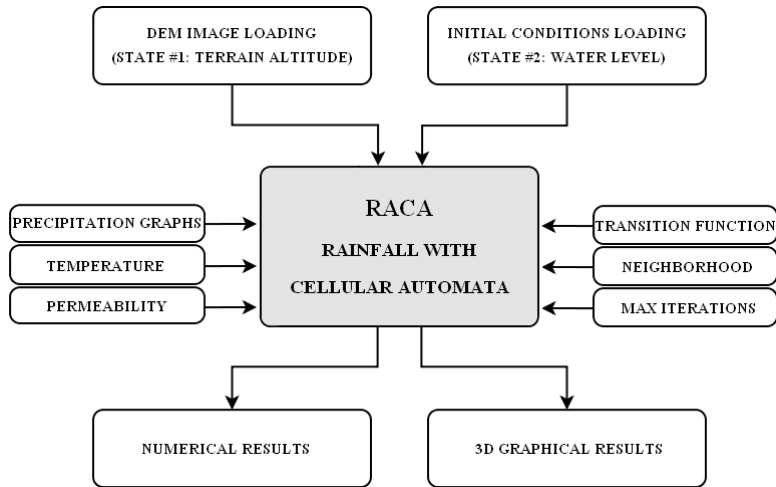 DEM IMAGE LOADING
(STATE #1: TERRAIN ALTITUDE)
INITIAL CONDITIONS LOADING
(STATE #2: WATER LEVEL)
PRECIPITATION GRAPHS
TEMPERATURE
PERMEABILITY
RACA
RAINFALL WITH
CELLULAR AUTOMATA
TRANSITION FUNCTION
NEIGHBORHOOD
MAX ITERATIONS
NUMERICAL RESULTS
3D GRAPHICAL RESULTS